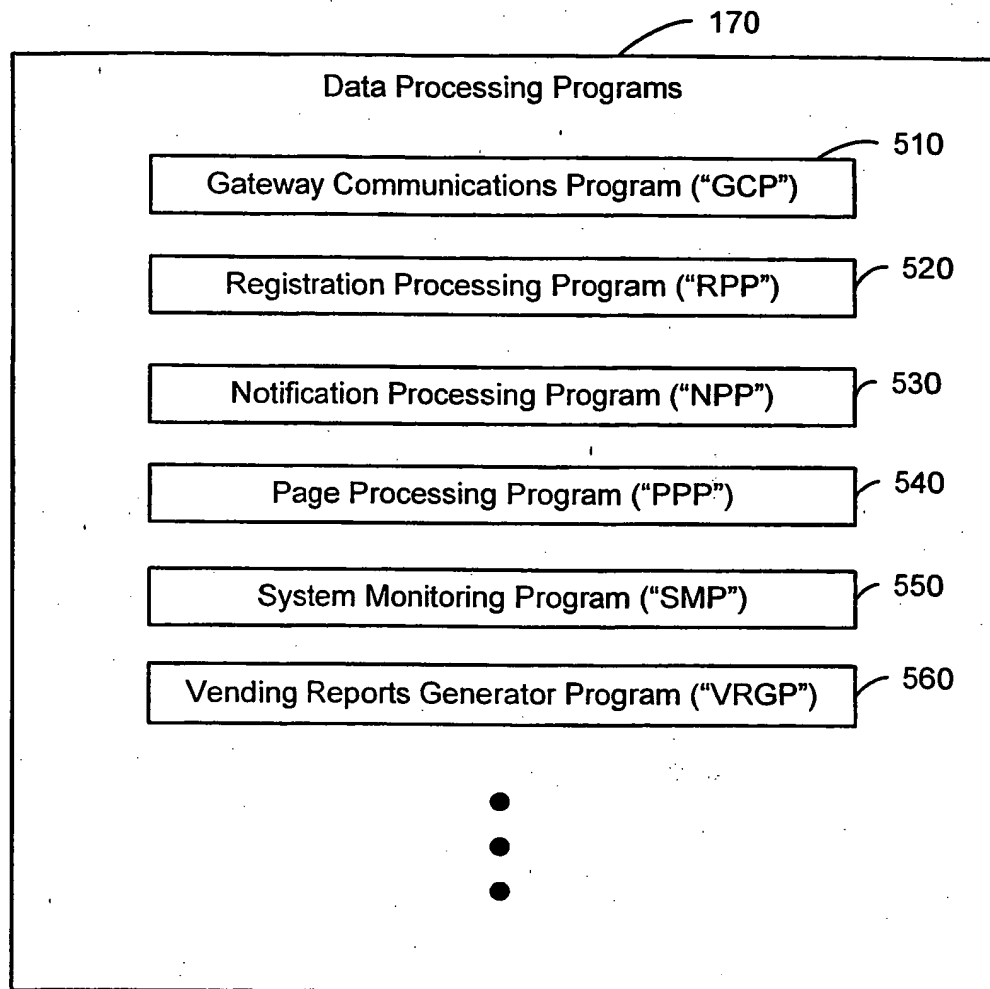 170
Data Processing Programs
510
Gateway Communications Program (“GCP”)
520
Registration Processing Program (“RPP”)
530
Notification Processing Program (“NPP”)
540
Page Processing Program (“PPP”)
550
System Monitoring Program (“SMP”)
560
Vending Reports Generator Program (“VRGP”)